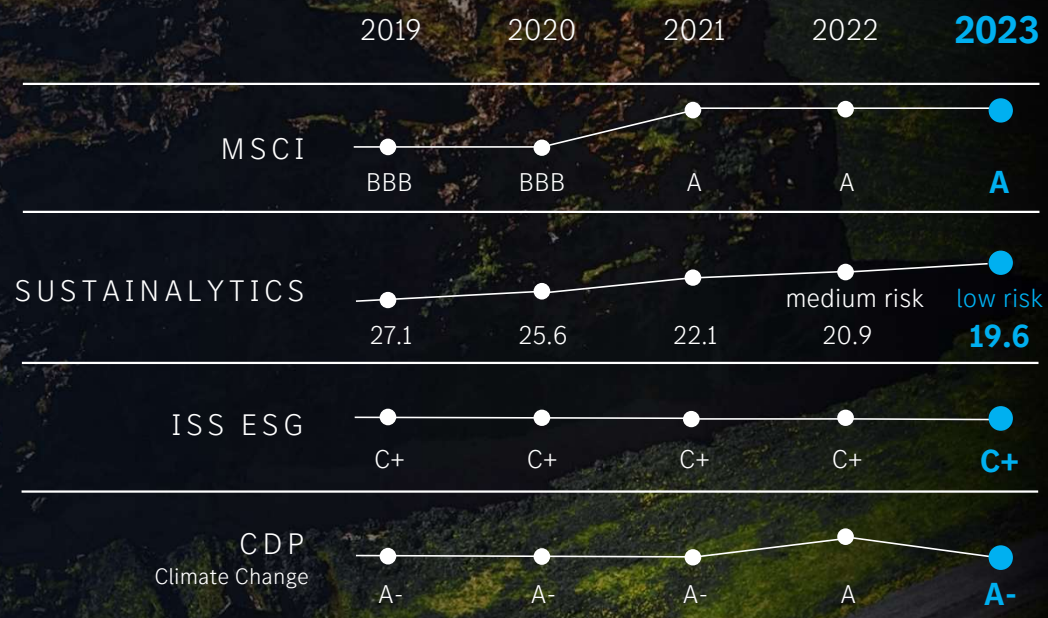 2019 2020 2021 2022 2023
MSCI
BBB BBB A A A
SUSTAINALYTICS
medium risk low risk
27.1 25.6 22.1 20.9 19.6
ISS ESG
C+ C+ C+ C+ C+
CDP
Climate Change
A- A- A- A A-